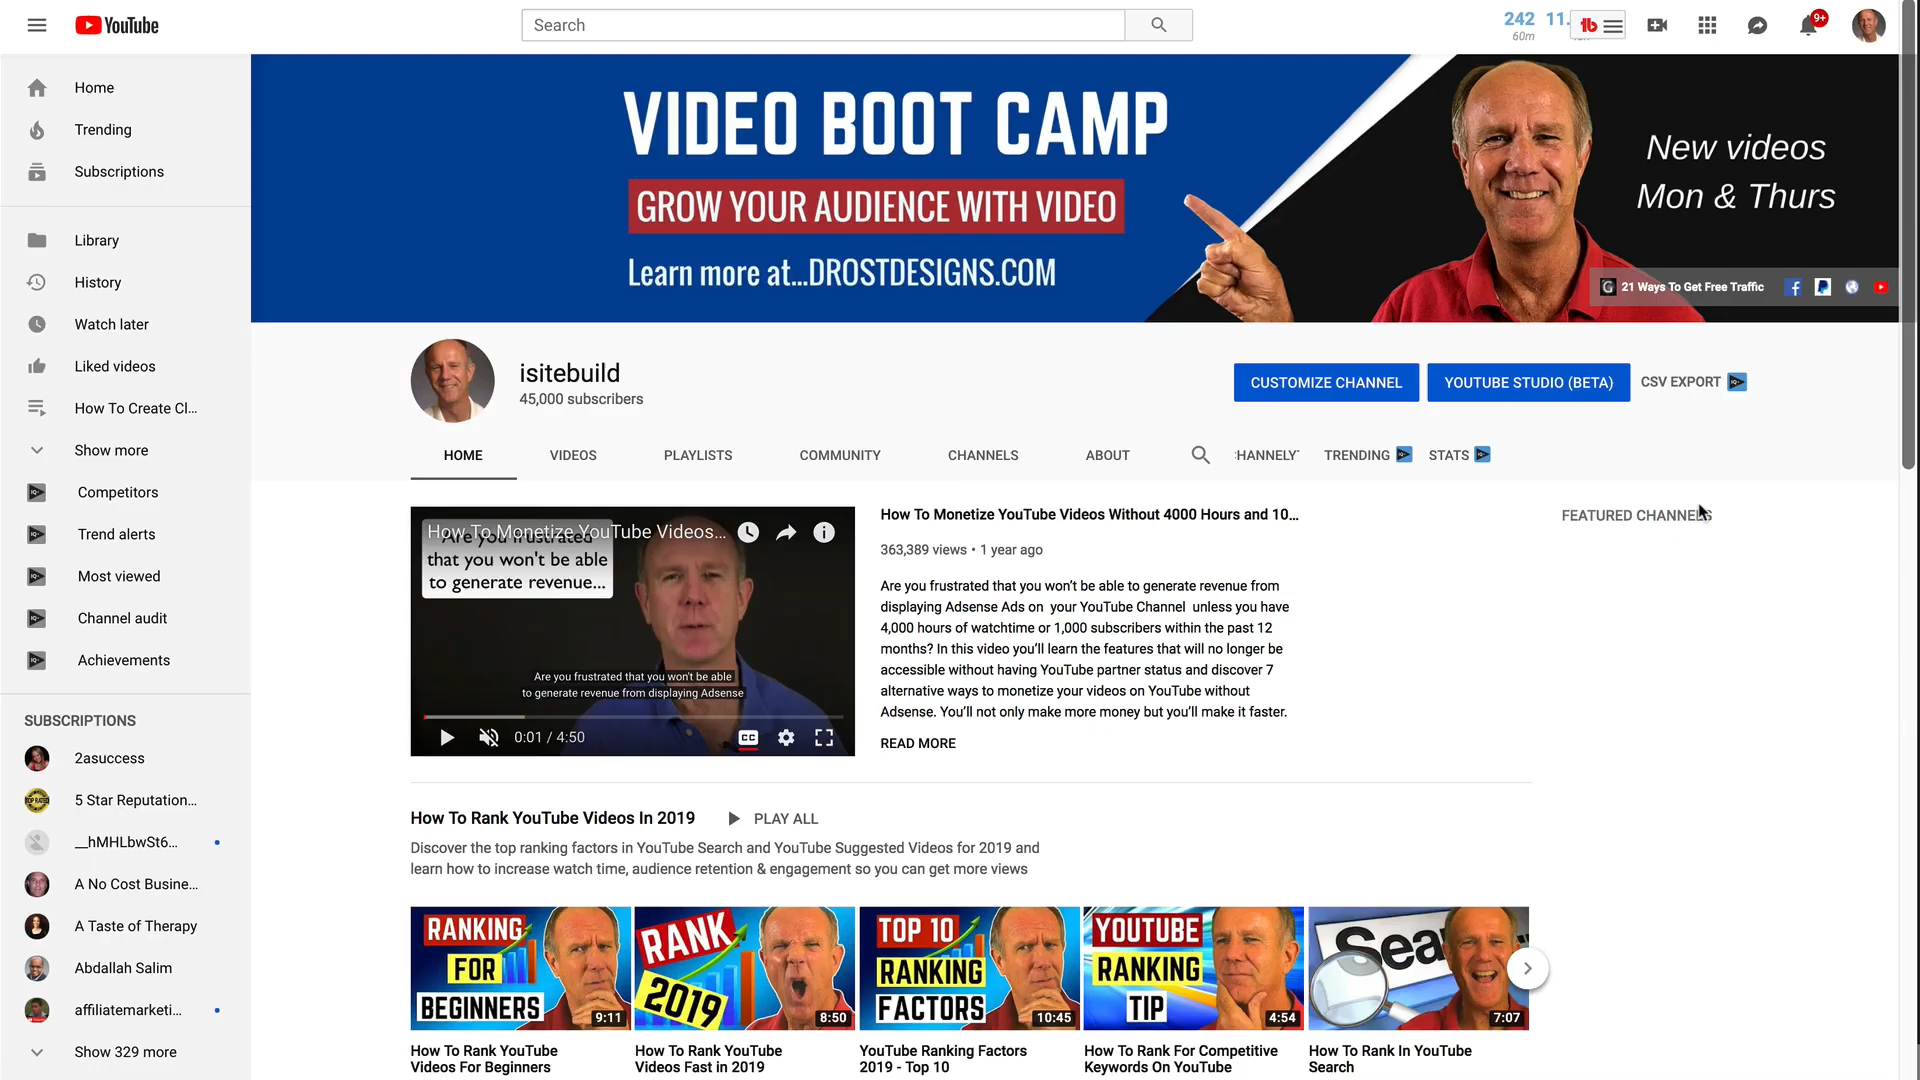 YouTube
Search
242
60m
11.
9+
Home
Trending
Subscriptions
Library
History
Watch later
Liked videos
How To Create Cl...
Show more
Competitors
Trend alerts
Most viewed
Channel audit
Achievements
SUBSCRIPTIONS
2asuccess
5 Star Reputation...
__hMHLbwSt6...
A No Cost Busine...
A Taste of Therapy
Abdallah Salim
affiliatemarketi...
Show 329 more
VIDEO BOOT CAMP
GROW YOUR AUDIENCE WITH VIDEO
Learn more at...DROSTDESIGNS.COM
New videos
Mon & Thurs
21 Ways To Get Free Traffic
isitebuild
45,000 subscribers
CUSTOMIZE CHANNEL
YOUTUBE STUDIO (BETA)
CSV EXPORT
HOME
VIDEOS
PLAYLISTS
COMMUNITY
CHANNELS
ABOUT
HANNELY
TRENDING
STATS
How To Monetize YouTube Videos...
Are you frustrated
that you won't be able
to generate revenue...
Are you frustrated that you won't be able
to generate revenue from displaying Adsense
0:01 / 4:50
CC
How To Monetize YouTube Videos Without 4000 Hours and 10...
363,389 views • 1 year ago
Are you frustrated that you won't be able to generate revenue from
displaying Adsense Ads on your YouTube Channel unless you have
4,000 hours of watchtime or 1,000 subscribers within the past 12
months? In this video you'll learn the features that will no longer be
accessible without having YouTube partner status and discover 7
alternative ways to monetize your videos on YouTube without
Adsense. You'll not only make more money but you'll make it faster.
READ MORE
FEATURED CHANNELS
How To Rank YouTube Videos In 2019
PLAY ALL
Discover the top ranking factors in YouTube Search and YouTube Suggested Videos for 2019 and
learn how to increase watch time, audience retention & engagement so you can get more views
RANKING
FOR
BEGINNERS
9:11
RANK
2019
8:50
TOP 10
RANKING
FACTORS
10:45
YOUTUBE
RANKING
TIP
4:54
Sea
7:07
How To Rank YouTube
Videos For Beginners
How To Rank YouTube
Videos Fast in 2019
YouTube Ranking Factors
2019 - Top 10
How To Rank For Competitive
Keywords On YouTube
How To Rank In YouTube
Search